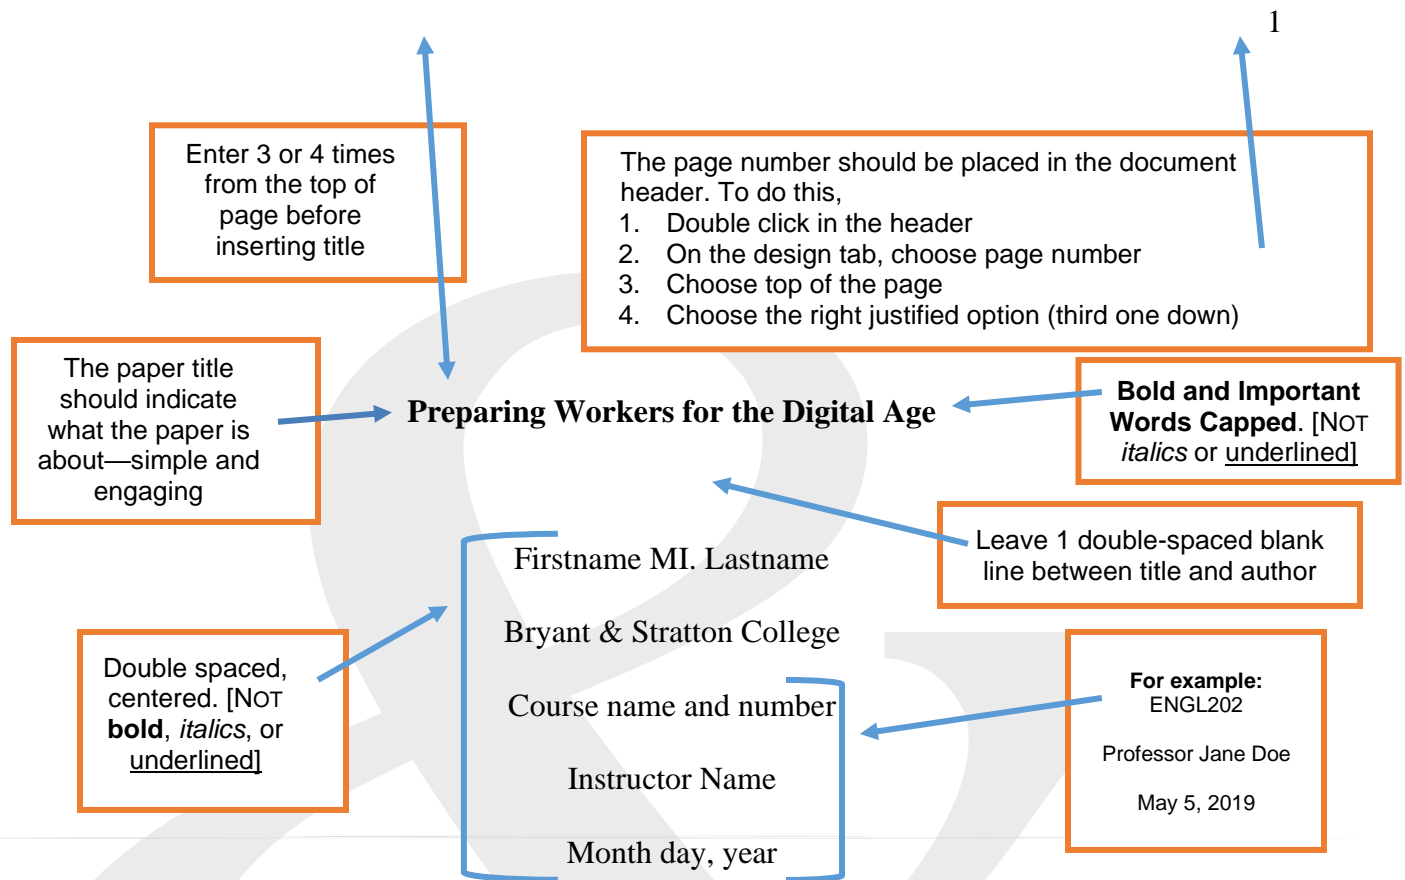 1
Enter 3 or 4 times
from the top of
page before
inserting title
The page number should be placed in the document
header. To do this,
1. Double click in the header
2. On the design tab, choose page number
3. Choose top of the page
4. Choose the right justified option (third one down)
The paper title
should indicate
what the paper is
about—simple and
engaging
Preparing Workers for the Digital Age
Bold and Important
Words Capped. [NOT
italics or underlined]
Leave 1 double-spaced blank
line between title and author
Firstname MI. Lastname
Bryant & Stratton College
Course name and number
Instructor Name
Month day, year
Double spaced,
centered. [NOT
bold, italics, or
underlined]
For example:
ENGL202
Professor Jane Doe
May 5, 2019